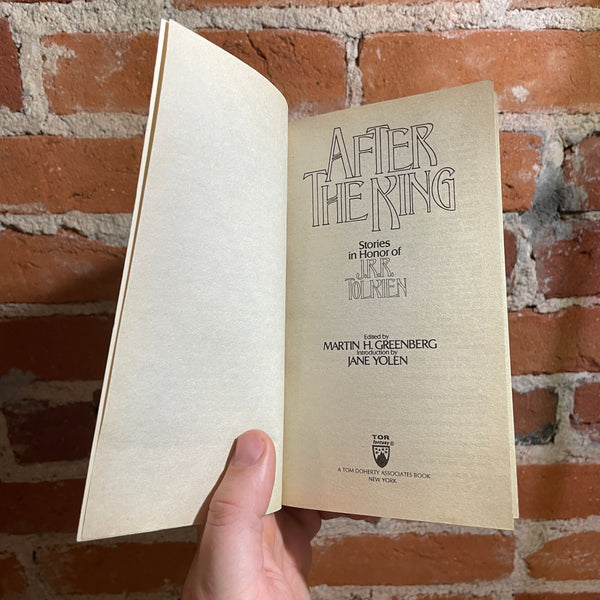 AFTER
THE KING
Stories
in Honor of
J.R.R.
TOLKIEN
Edited by
MARTIN H. GREENBERG
Introduction by
JANE YOLEN
TOR
fantasy®
A TOM DOHERTY ASSOCIATES BOOK
NEW YORK